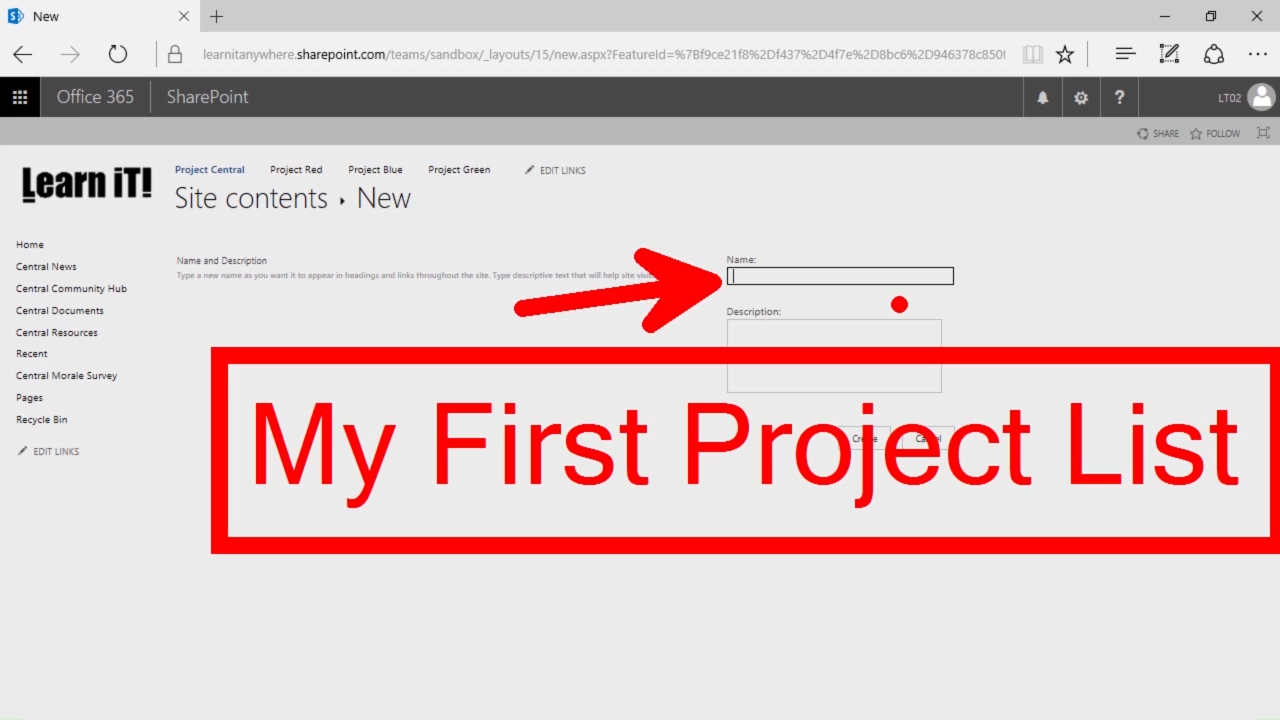 New
learnitanywhere.sharepoint.com/teams/sandbox/_layouts/15/new.aspx?FeatureId=%7Bf9ce21f8%2Df437%2D4f7e%2D8bc6%2D946378c850f
Office 365 SharePoint
? LT02
SHARE FOLLOW
Learn iT!
Project Central Project Red Project Blue Project Green EDIT LINKS
Site contents ▸ New
Home
Central News
Central Community Hub
Central Documents
Central Resources
Recent
Central Morale Survey
Pages
Recycle Bin
EDIT LINKS
Name and Description
Type a new name as you want it to appear in headings and links throughout the site. Type descriptive text that will help site
Name:
Description:
My First Project List